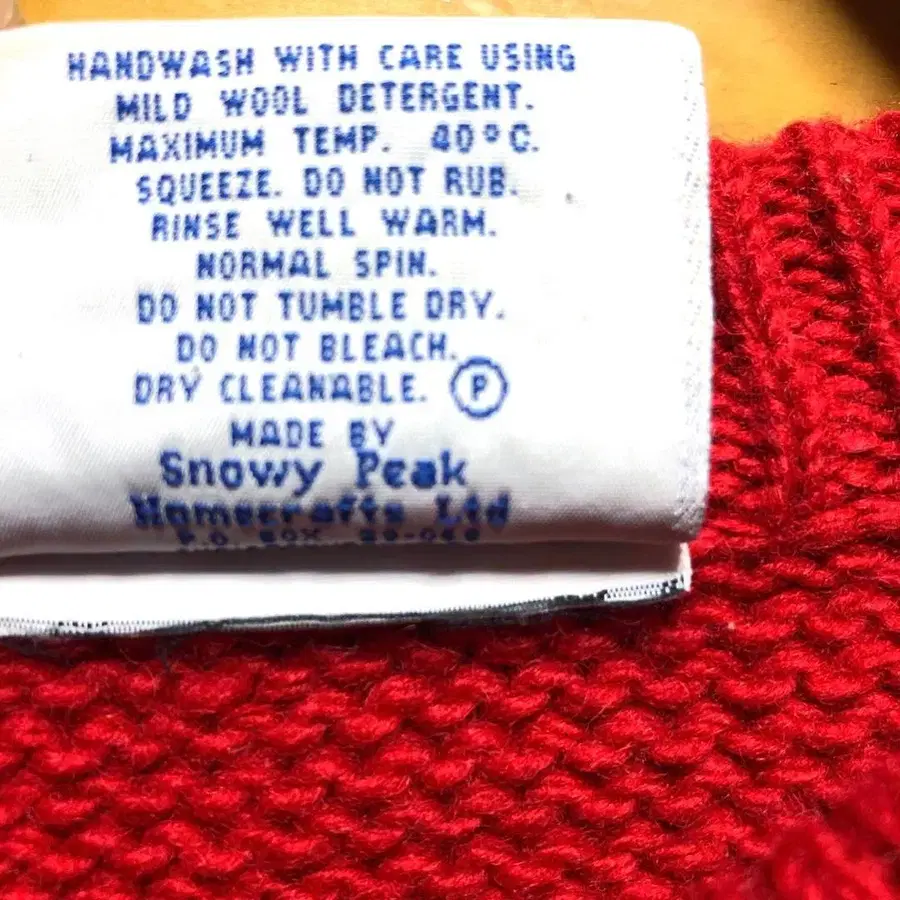 HANDWASH WITH CARE USING
MILD WOOL DETERGENT.
MAXIMUM TEMP. 40°C.
SQUEEZE. DO NOT RUB.
RINSE WELL WARM.
NORMAL SPIN.
DO NOT TUMBLE DRY.
DO NOT BLEACH.
DRY CLEANABLE. P
MADE BY
Snowy Peak
Homecrafts Ltd
P.O. BOX